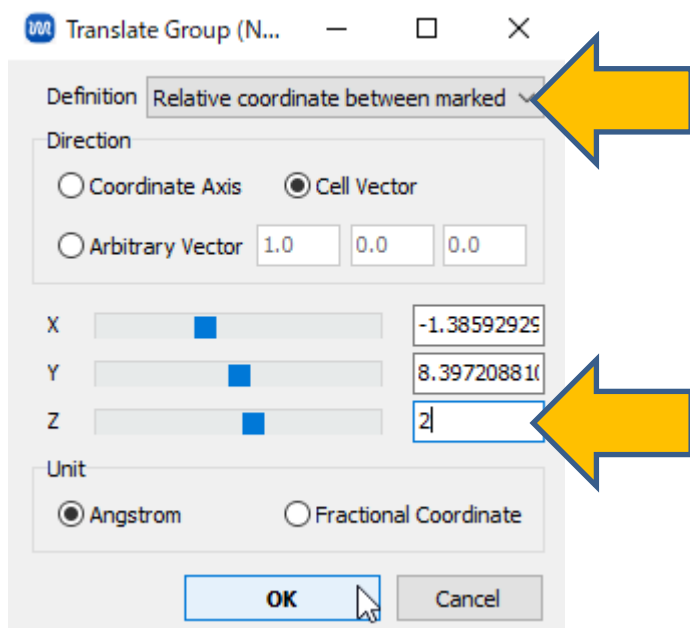 Translate Group (N...
Definition Relative coordinate between marked
Direction
Coordinate Axis Cell Vector
Arbitrary Vector 1.0 0.0 0.0
X -1.38592929
Y 8.397208810
Z 2
Unit
Angstrom Fractional Coordinate
OK Cancel